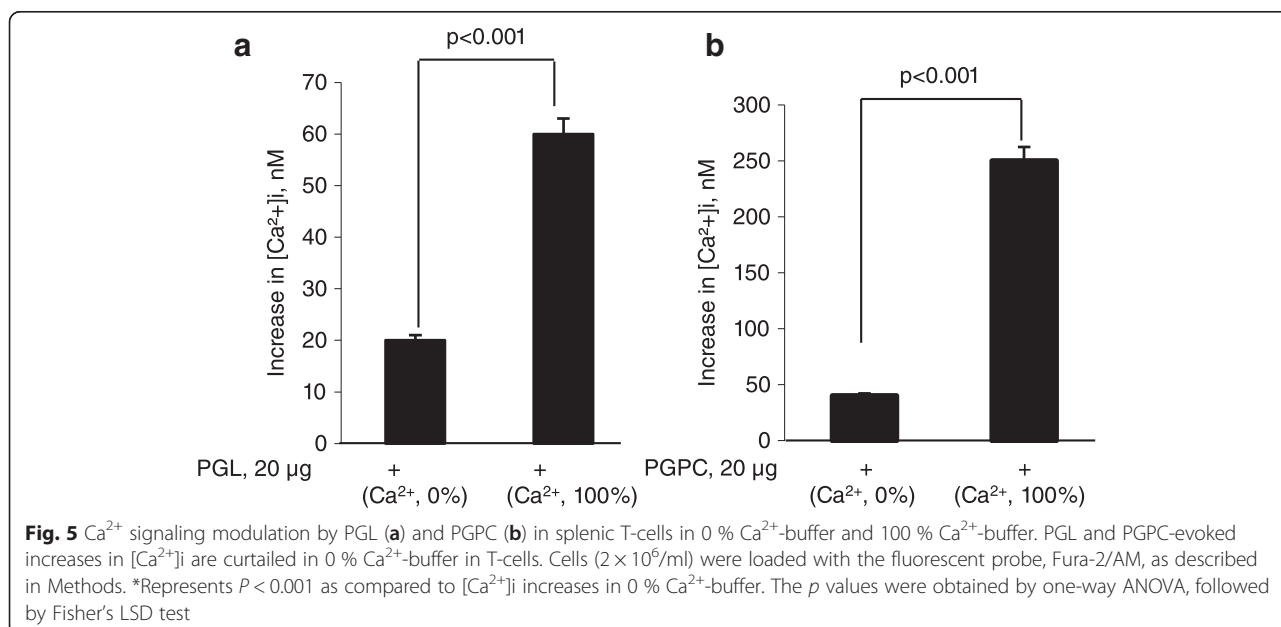 a
p<0.001
70
60
50
40
30
20
10
0
Increase in [Ca²+]i, nM
PGL, 20 µg + +
(Ca²⁺, 0%) (Ca²⁺, 100%)
b
p<0.001
300
250
200
150
100
50
0
Increase in [Ca²+]i, nM
PGPC, 20 µg + +
(Ca²⁺, 0%) (Ca²⁺, 100%)
Fig. 5 Ca²⁺ signaling modulation by PGL (a) and PGPC (b) in splenic T-cells in 0 % Ca²⁺-buffer and 100 % Ca²⁺-buffer. PGL and PGPC-evoked
increases in [Ca²⁺]i are curtailed in 0 % Ca²⁺-buffer in T-cells. Cells (2 × 10⁶/ml) were loaded with the fluorescent probe, Fura-2/AM, as described
in Methods. *Represents P < 0.001 as compared to [Ca²⁺]i increases in 0 % Ca²⁺-buffer. The p values were obtained by one-way ANOVA, followed
by Fisher's LSD test